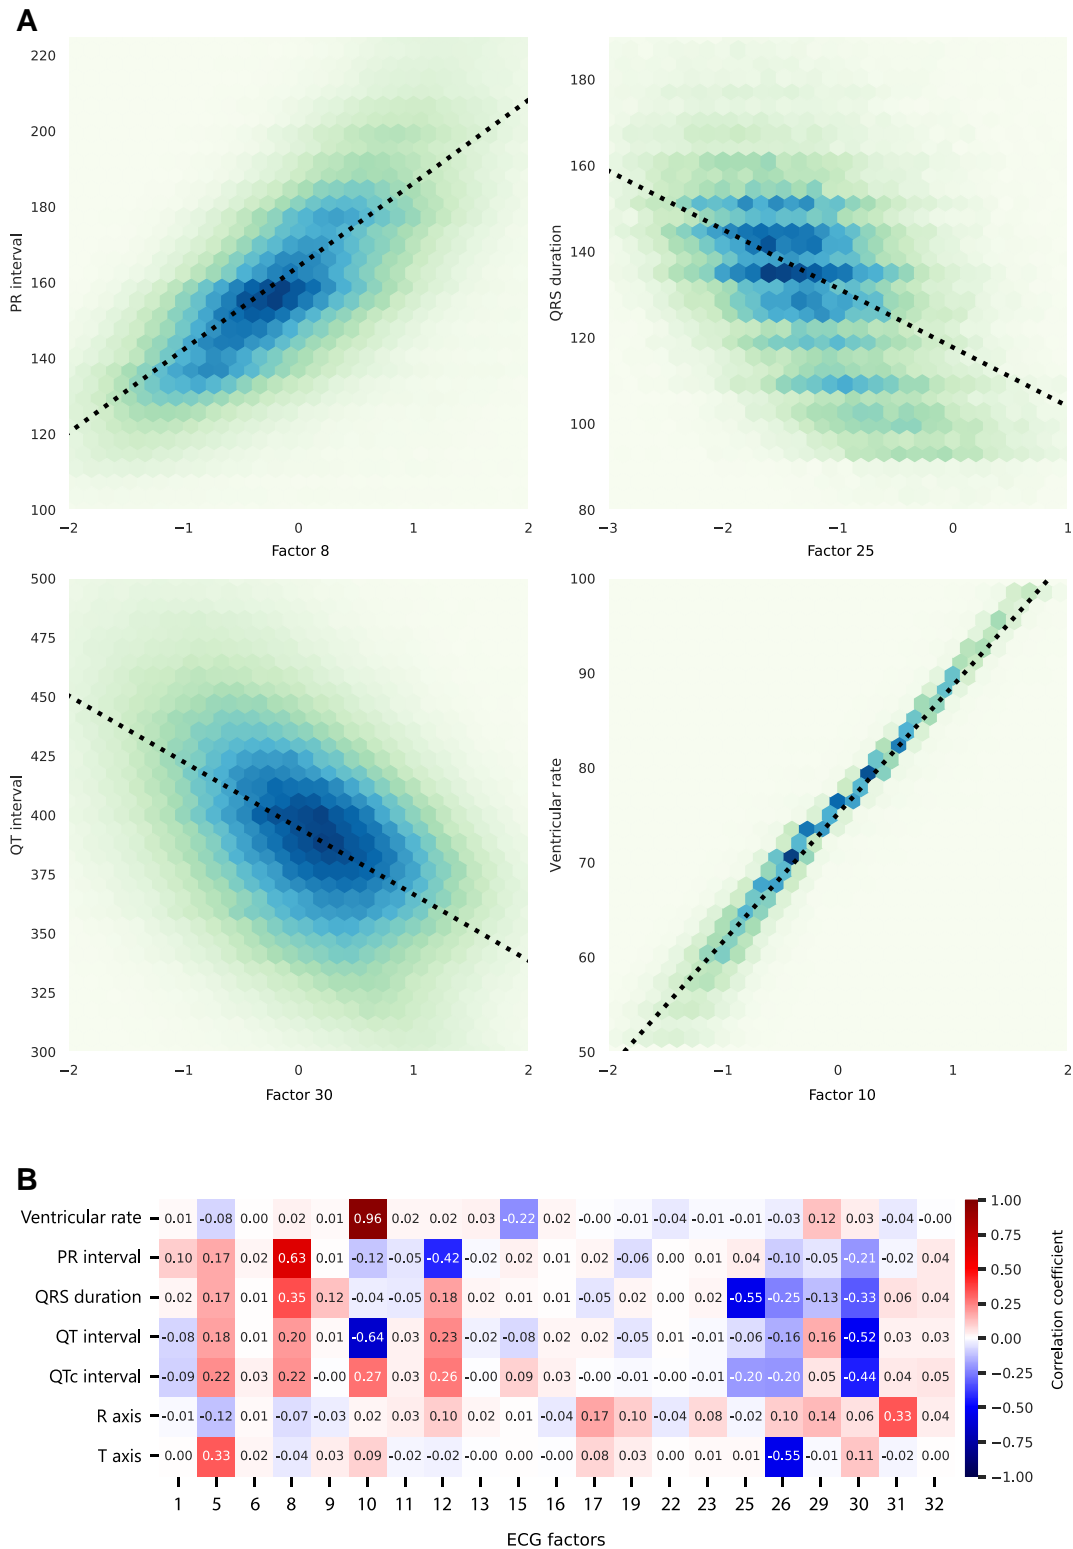 A
220
200
180
160
140
120
100
PR interval
−2
−1
0
1
2
Factor 8
180
160
140
120
100
80
QRS duration
−3
−2
−1
0
1
Factor 25
500
475
450
425
400
375
350
325
300
QT interval
−2
−1
0
1
2
Factor 30
100
90
80
70
60
50
Ventricular rate
−2
−1
0
1
2
Factor 10
B
Ventricular rate 0.01 -0.08 0.00 0.02 0.01 0.96 0.02 0.02 0.03 -0.22 0.02 -0.00 -0.01 -0.04 -0.01 -0.01 -0.03 0.12 0.03 -0.04 -0.00
PR interval 0.10 0.17 0.02 0.63 0.01 -0.12 -0.05 -0.42 -0.02 0.02 0.01 0.02 -0.06 0.00 0.01 0.04 -0.10 -0.05 -0.21 -0.02 0.04
QRS duration 0.02 0.17 0.01 0.35 0.12 -0.04 -0.05 0.18 0.02 0.01 0.01 -0.05 0.02 0.00 0.02 -0.55 -0.25 -0.13 -0.33 0.06 0.04
QT interval -0.08 0.18 0.01 0.20 0.01 -0.64 0.03 0.23 -0.02 -0.08 0.02 0.02 -0.05 0.01 -0.01 -0.06 -0.16 0.16 -0.52 0.03 0.03
QTc interval -0.09 0.22 0.03 0.22 -0.00 0.27 0.03 0.26 -0.00 0.09 0.03 -0.00 -0.03 -0.00 -0.00 -0.20 -0.20 0.05 -0.44 0.04 0.05
R axis -0.01 -0.12 0.01 -0.07 -0.03 0.02 0.03 0.10 0.02 0.01 -0.04 0.17 0.10 -0.04 0.08 -0.02 0.10 0.14 0.06 0.33 0.04
T axis 0.00 0.33 0.02 -0.04 0.03 0.09 -0.02 -0.02 -0.00 0.00 -0.00 0.08 0.03 0.00 0.01 0.01 -0.55 -0.01 0.11 -0.02 0.00
1 5 6 8 9 10 11 12 13 15 16 17 19 22 23 25 26 29 30 31 32
ECG factors
1.00
0.75
0.50
0.25
0.00
−0.25
−0.50
−0.75
−1.00
Correlation coefficient